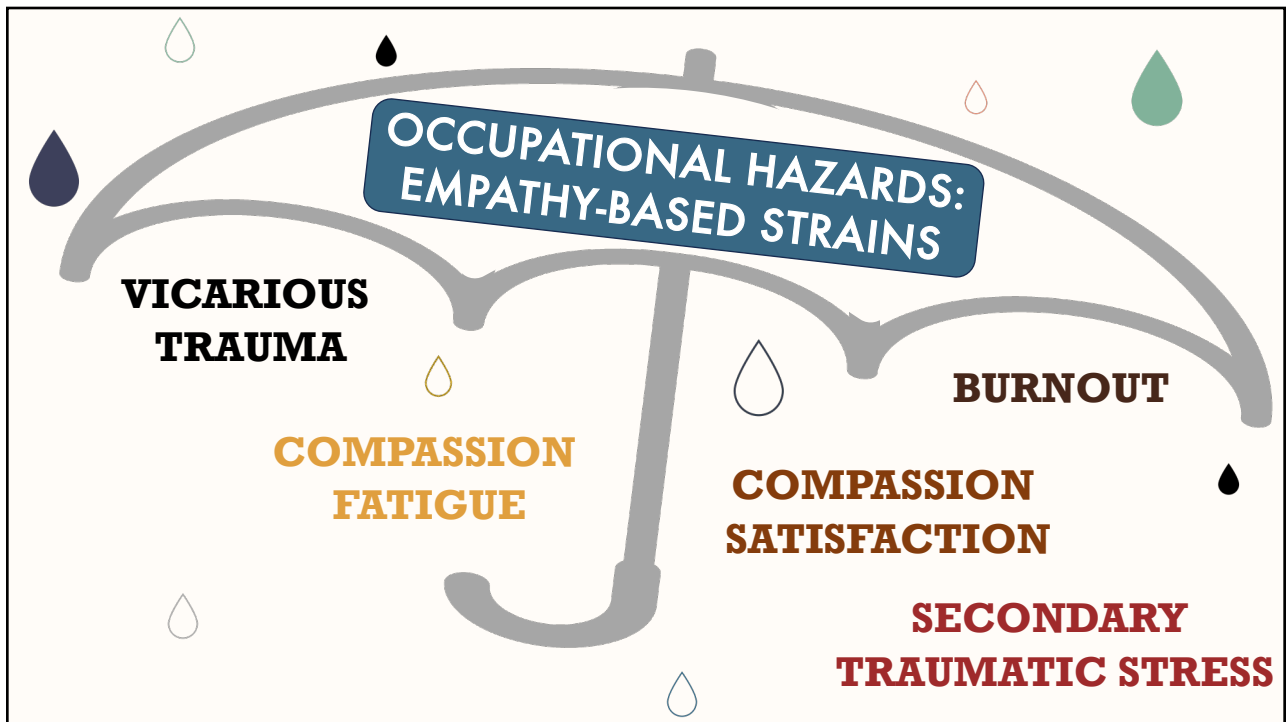 OCCUPATIONAL HAZARDS:
EMPATHY-BASED STRAINS
VICARIOUS
TRAUMA
COMPASSION
FATIGUE
BURNOUT
COMPASSION
SATISFACTION
SECONDARY
TRAUMATIC STRESS